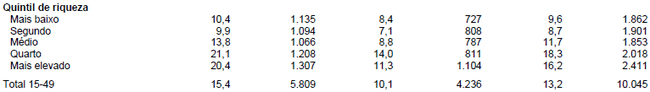 Quintil de riqueza
Mais baixo 10,4 1.135 8,4 727 9,6 1.862
Segundo 9,9 1.094 7,1 808 8,7 1.901
Médio 13,8 1.066 8,8 787 11,7 1.853
Quarto 21,1 1.208 14,0 811 18,3 2.018
Mais elevado 20,4 1.307 11,3 1.104 16,2 2.411
Total 15-49 15,4 5.809 10,1 4.236 13,2 10.045